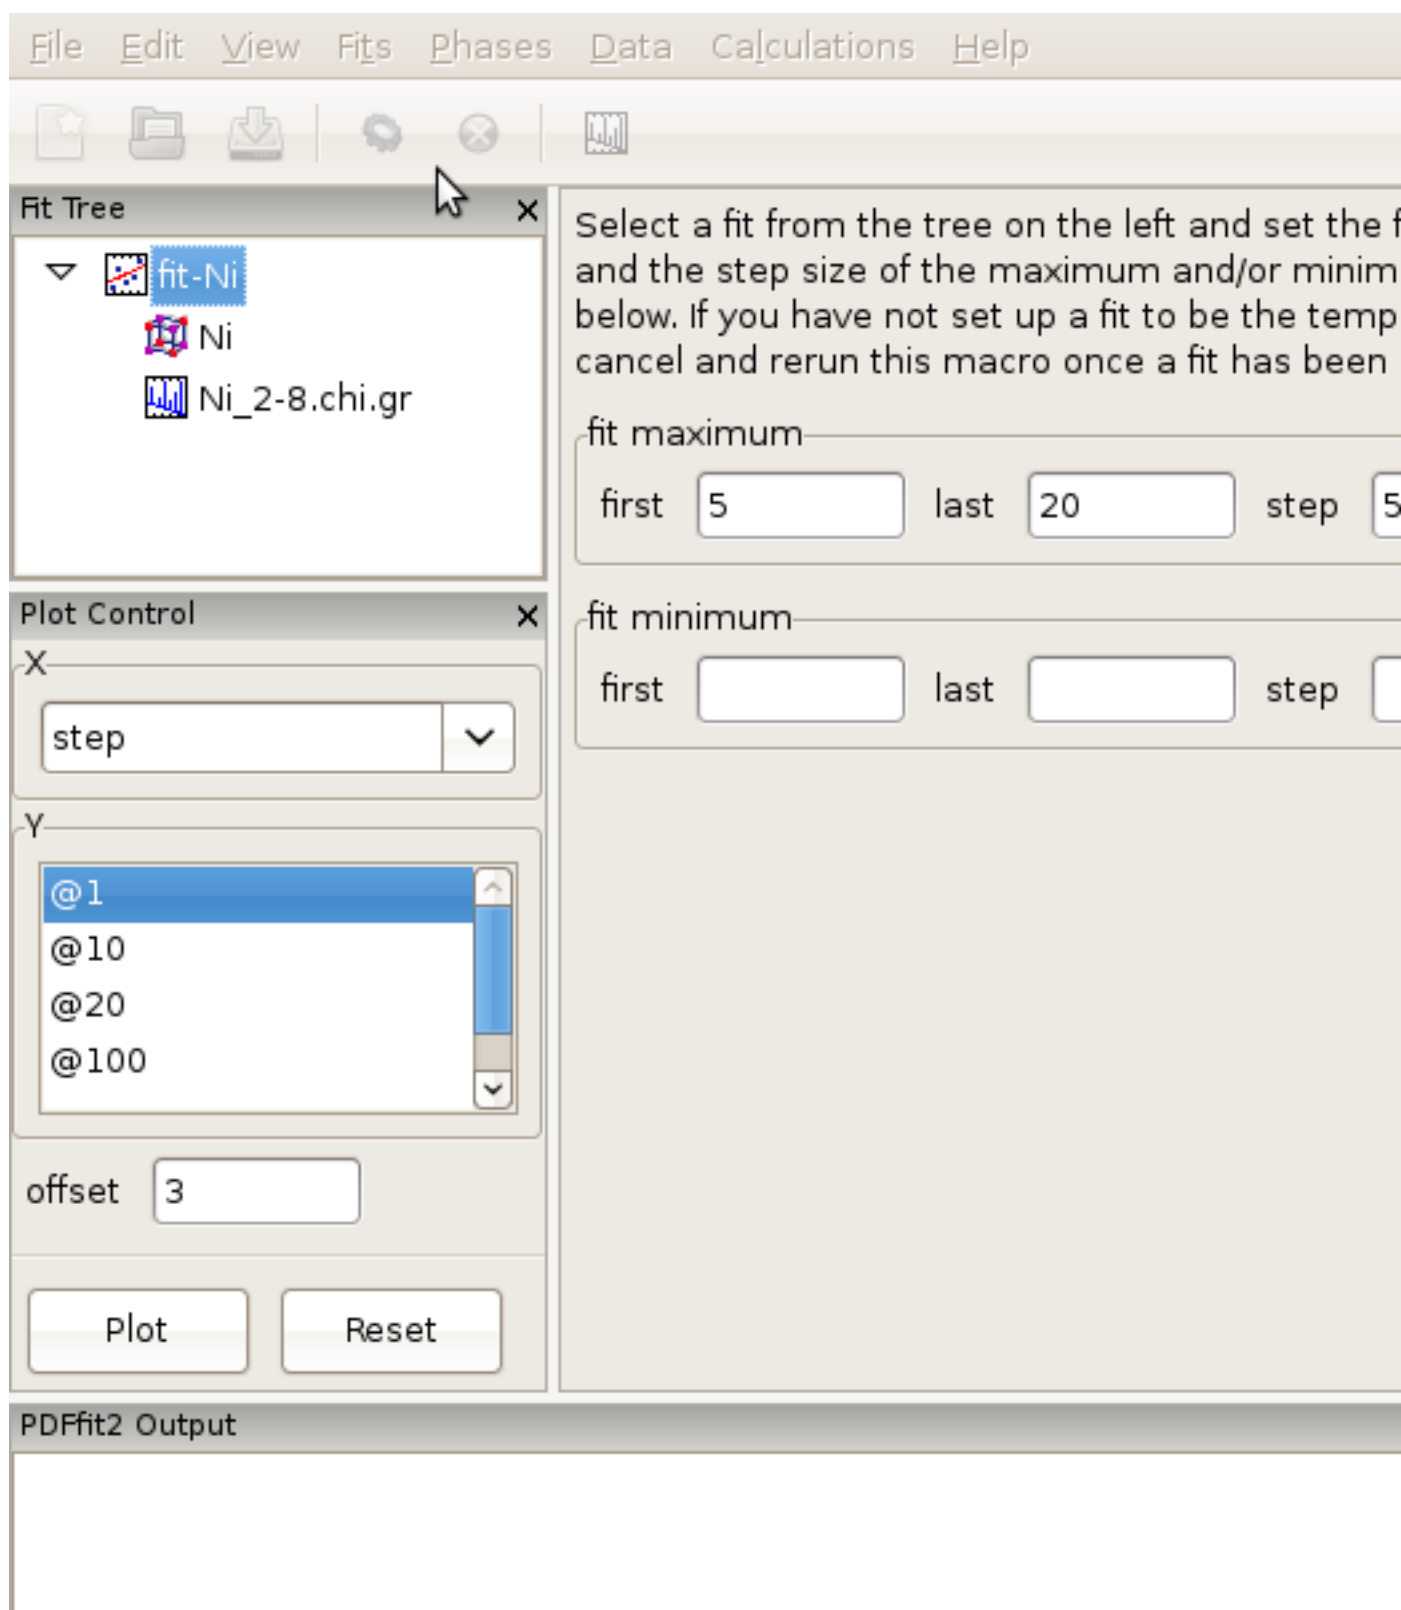 File Edit View Fits Phases Data Calculations Help
Fit Tree
fit-Ni
Ni
Ni_2-8.chi.gr
Select a fit from the tree on the left and set the
and the step size of the maximum and/or minim
below. If you have not set up a fit to be the temp
cancel and rerun this macro once a fit has been
fit maximum
first 5 last 20 step 5
fit minimum
first last step
Plot Control
X
step
Y
@1
@10
@20
@100
offset 3
Plot Reset
PDFfit2 Output